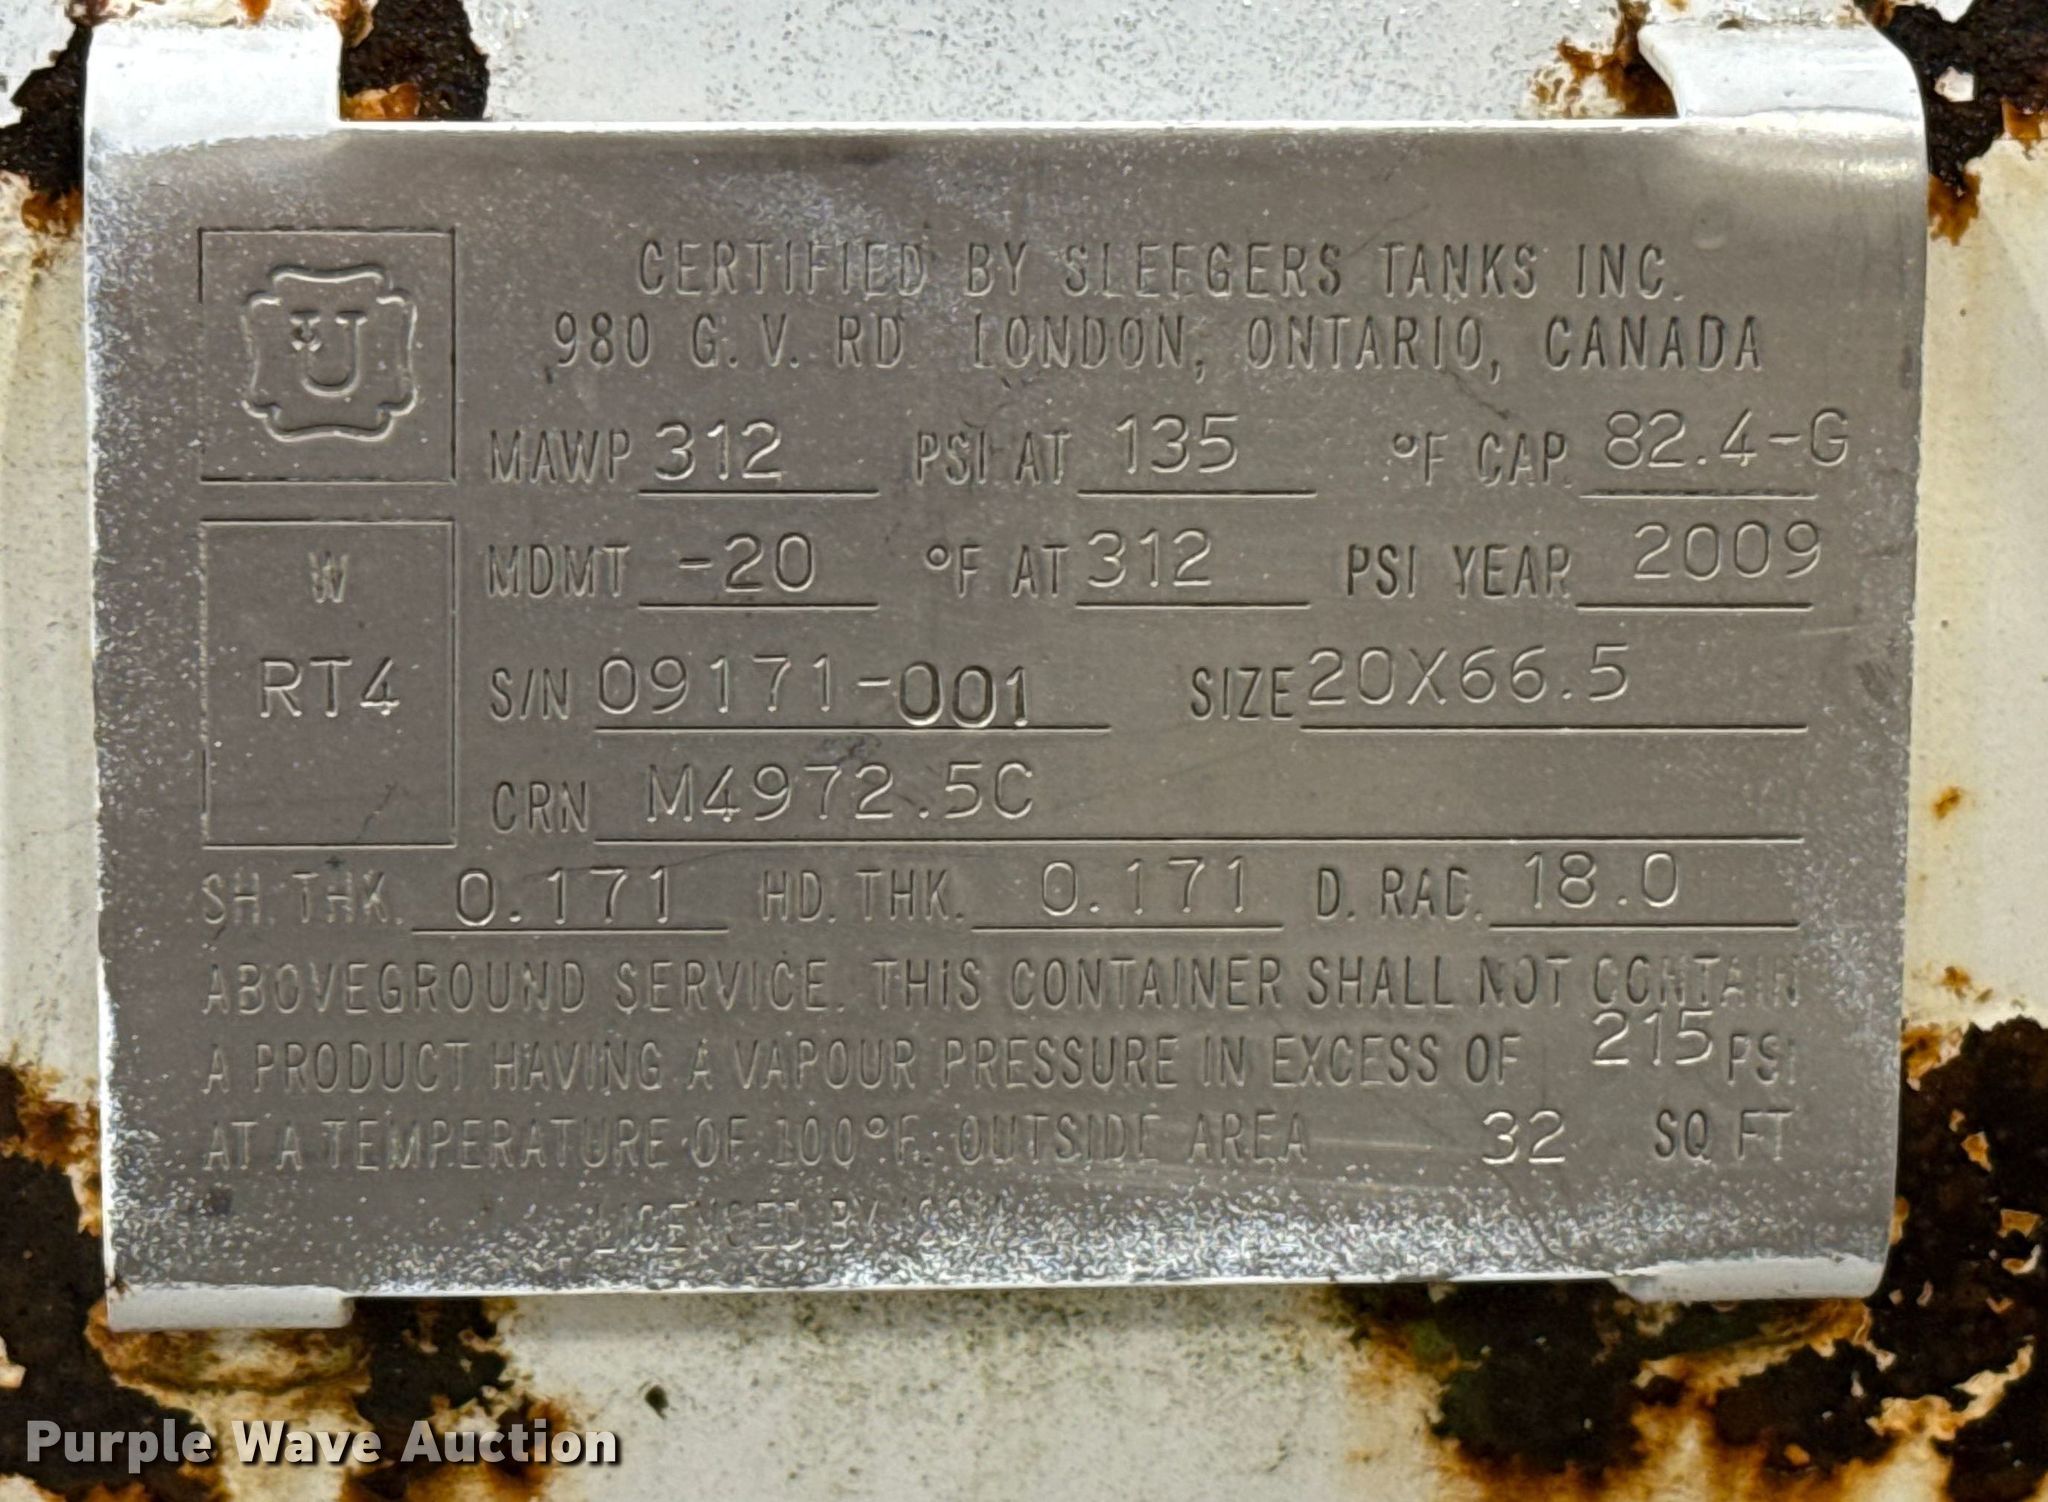 U
CERTIFIED BY SLEEGERS TANKS INC.
980 G.V. RD LONDON, ONTARIO, CANADA
MAWP 312 PSI AT 135 °F CAP. 82.4-G
W
RT4
MDMT -20 °F AT 312 PSI YEAR 2009
S/N 09171-001 SIZE 20X66.5
CRN M4972.5C
SH. THK. 0.171 HD. THK. 0.171 D. RAD. 18.0
ABOVEGROUND SERVICE. THIS CONTAINER SHALL NOT CONTAIN
A PRODUCT HAVING A VAPOUR PRESSURE IN EXCESS OF 215 PSI
AT A TEMPERATURE OF 100°F. OUTSIDE AREA 32 SQ FT
LICENSED BY
Purple Wave Auction